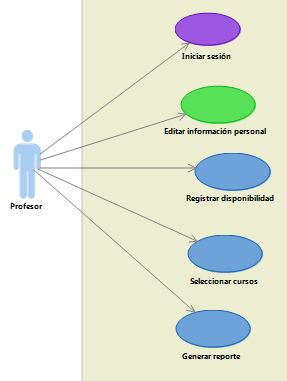 Iniciar sesión
Editar información personal
Registrar disponibilidad
Profesor
Seleccionar cursos
Generar reporte